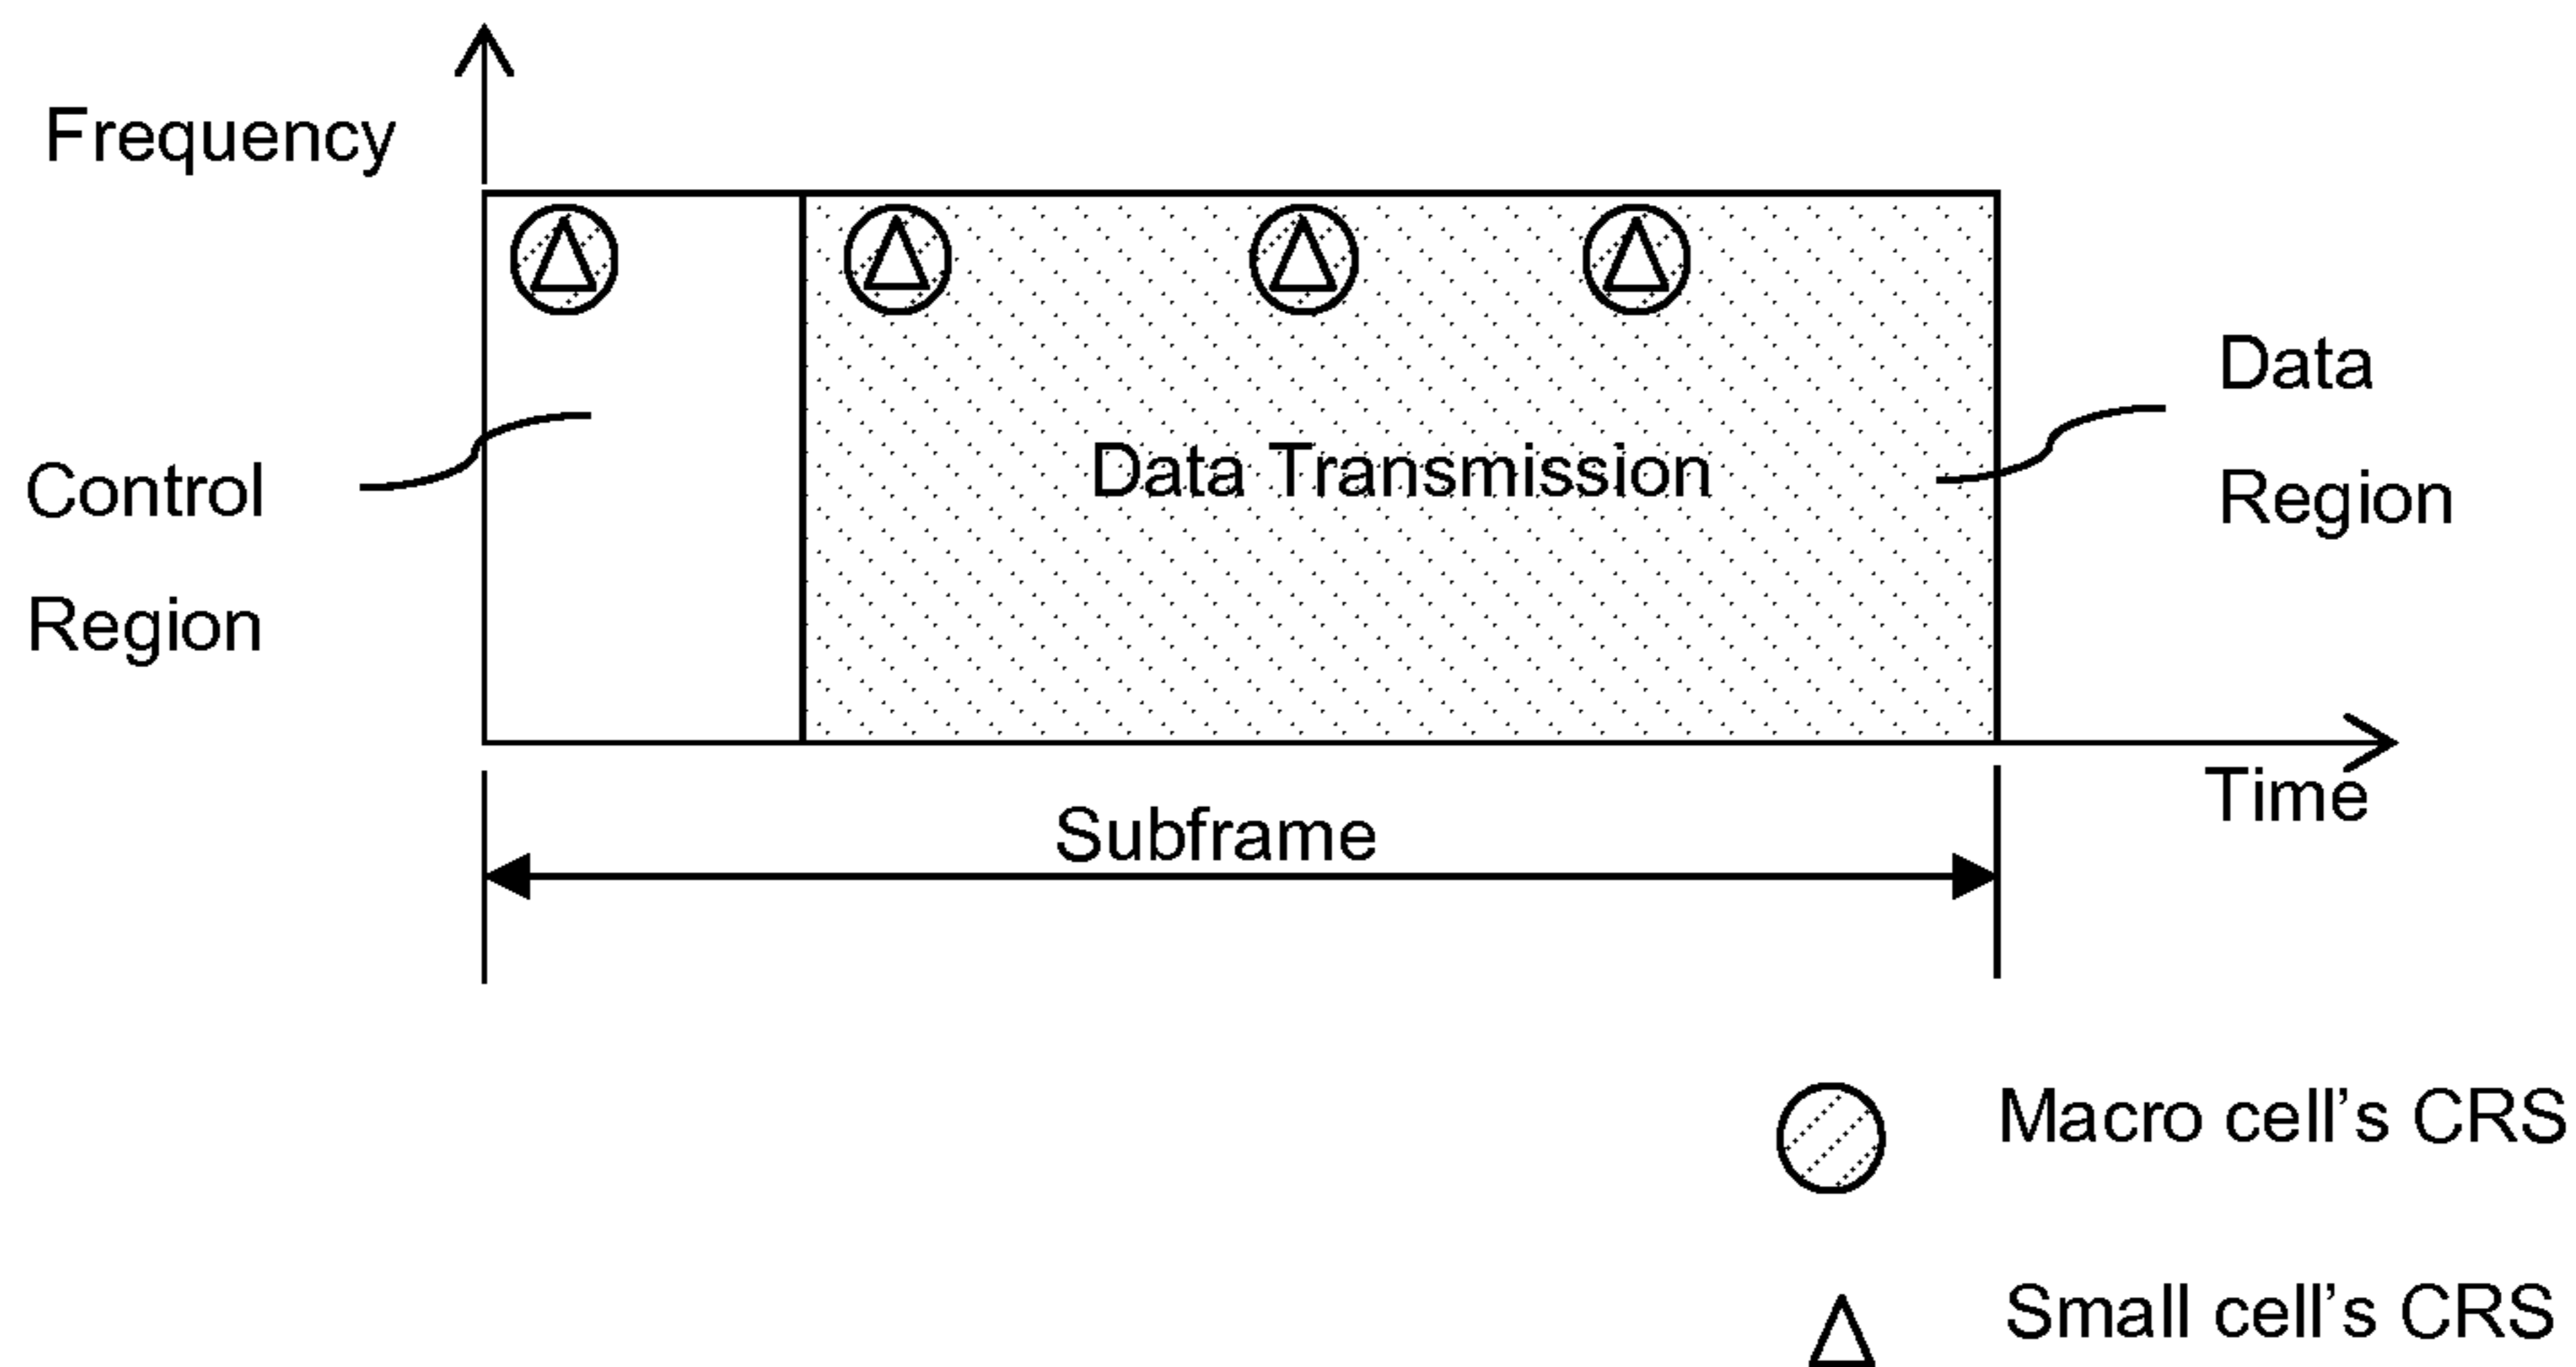 Frequency
Control
Region
Data Transmission
Data
Region
Time
Subframe
Macro cell's CRS
Small cell's CRS